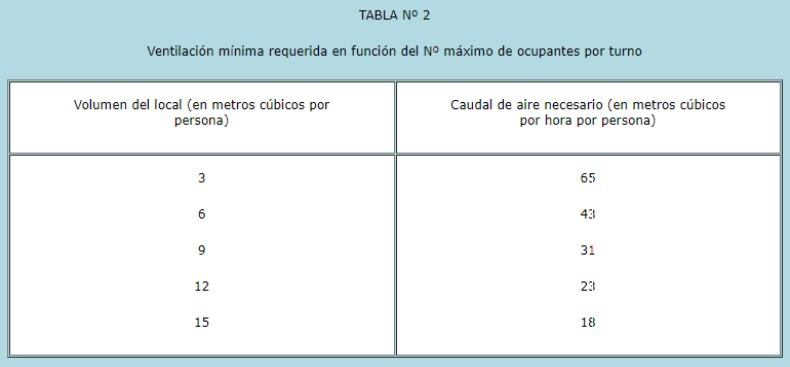 TABLA Nº 2
Ventilación mínima requerida en función del Nº máximo de ocupantes por turno
Volumen del local (en metros cúbicos por
persona)
Caudal de aire necesario (en metros cúbicos
por hora por persona)
3 65
6 43
9 31
12 23
15 18